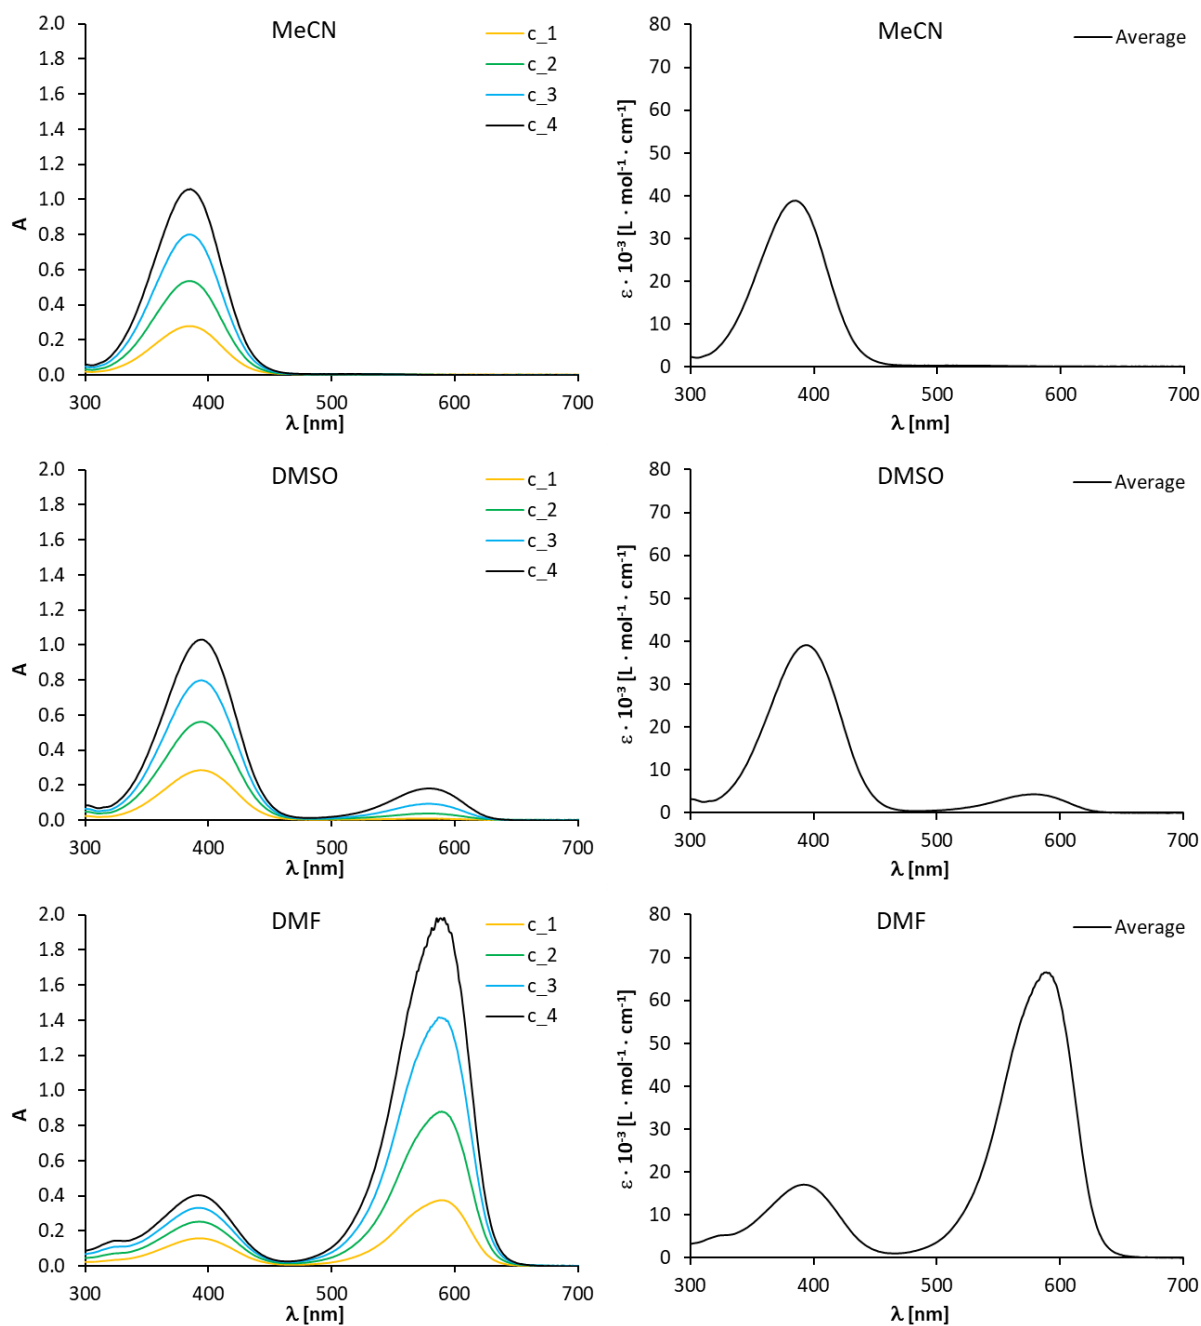 MeCN
2.0
1.8
1.6
1.4
1.2
1.0
0.8
0.6
0.4
0.2
0.0
A
c_1
c_2
c_3
c_4
300 400 500 600 700
λ [nm]
MeCN
80
70
60
50
40
30
20
10
0
ε · 10⁻³ [L · mol⁻¹ · cm⁻¹]
Average
300 400 500 600 700
λ [nm]
DMSO
2.0
1.8
1.6
1.4
1.2
1.0
0.8
0.6
0.4
0.2
0.0
A
c_1
c_2
c_3
c_4
300 400 500 600 700
λ [nm]
DMSO
80
70
60
50
40
30
20
10
0
ε · 10⁻³ [L · mol⁻¹ · cm⁻¹]
Average
300 400 500 600 700
λ [nm]
DMF
2.0
1.8
1.6
1.4
1.2
1.0
0.8
0.6
0.4
0.2
0.0
A
c_1
c_2
c_3
c_4
300 400 500 600 700
λ [nm]
DMF
80
70
60
50
40
30
20
10
0
ε · 10⁻³ [L · mol⁻¹ · cm⁻¹]
Average
300 400 500 600 700
λ [nm]